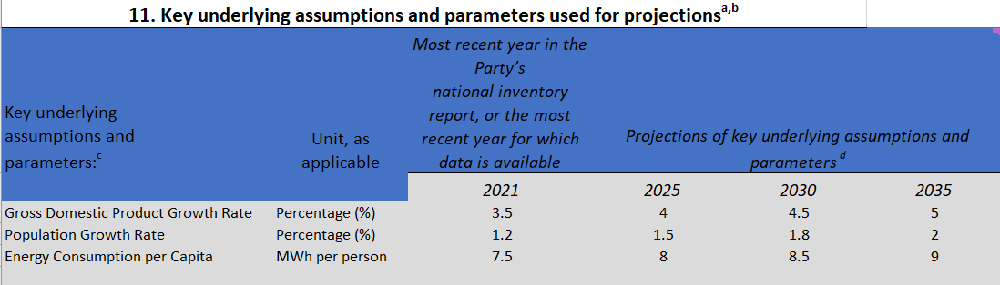 11. Key underlying assumptions and parameters used for projectionsa,b
Most recent year in the
Party’s
national inventory
report, or the most
recent year for which
data is available
Key underlying
assumptions and
parameters:c
Unit, as
applicable
Projections of key underlying assumptions and
parameters d
2021 2025 2030 2035
Gross Domestic Product Growth Rate Percentage (%) 3.5 4 4.5 5
Population Growth Rate Percentage (%) 1.2 1.5 1.8 2
Energy Consumption per Capita MWh per person 7.5 8 8.5 9